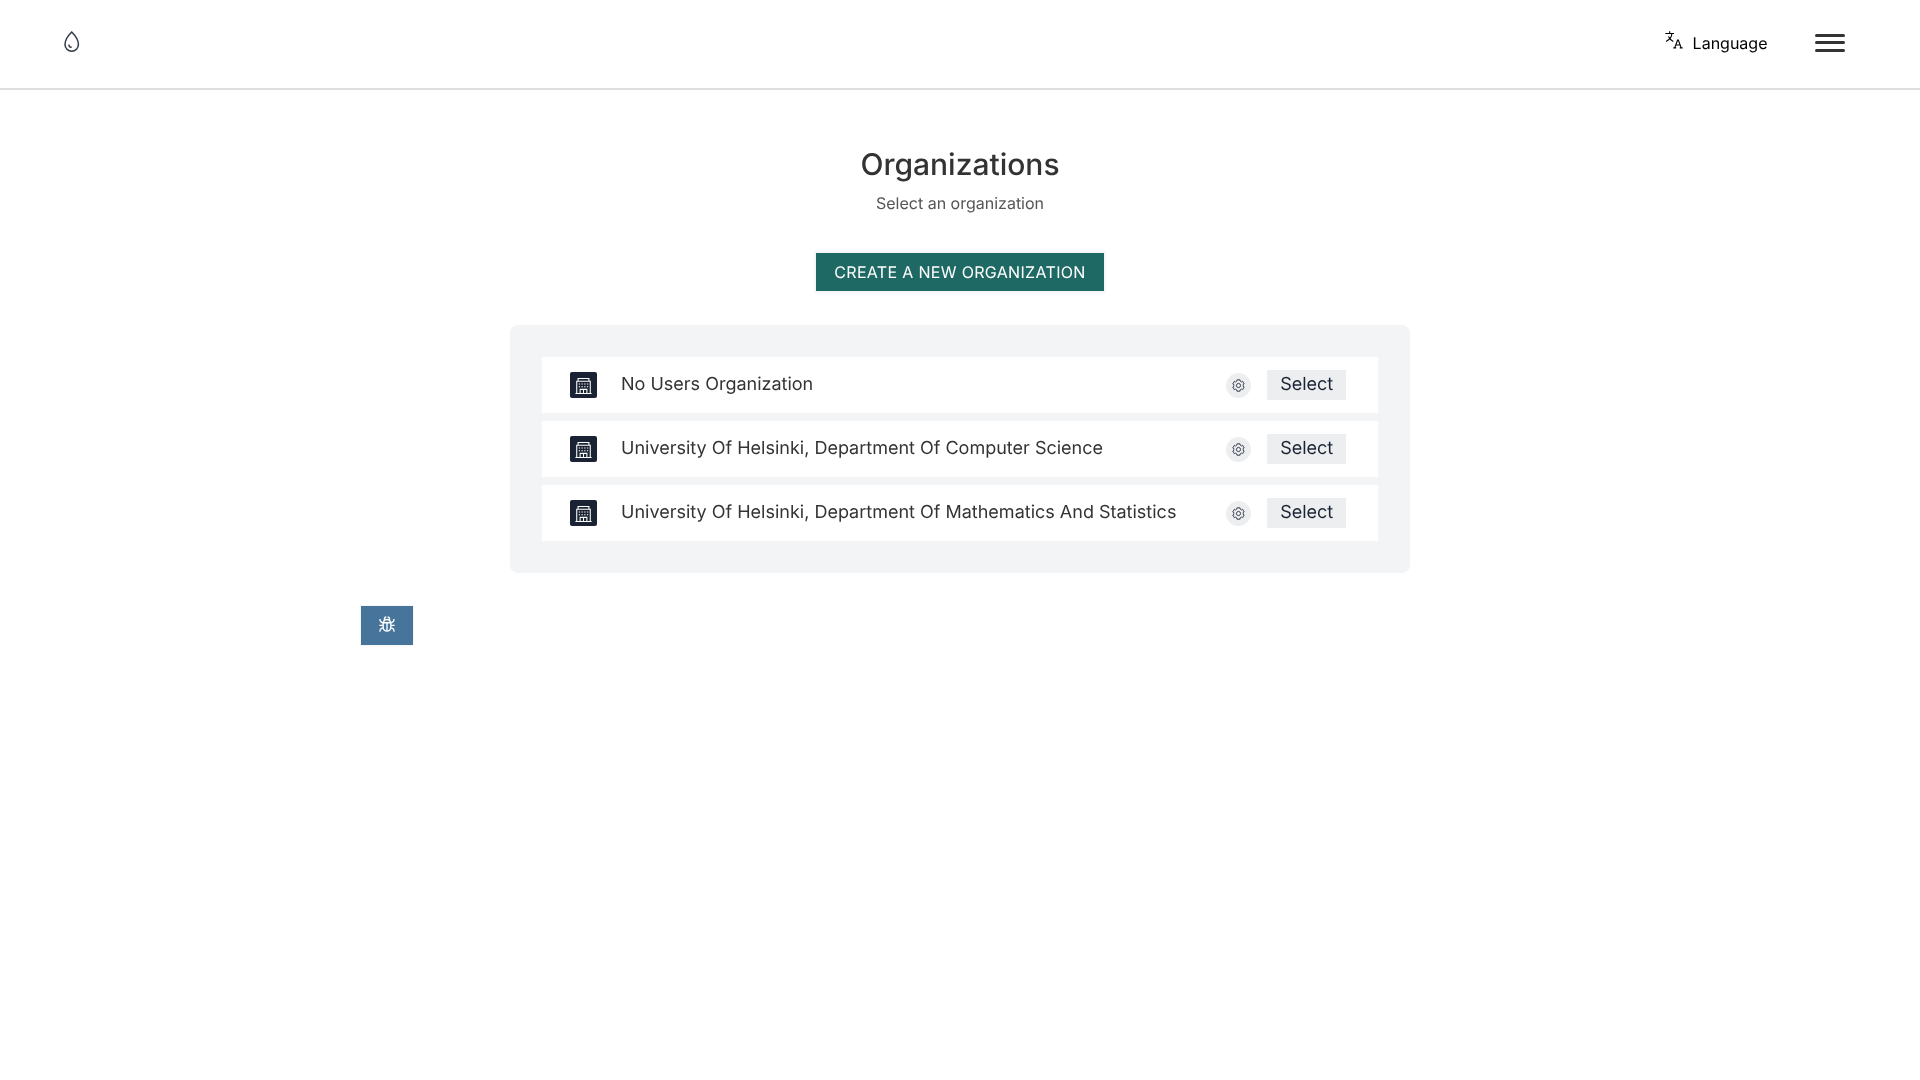 Language
Organizations
Select an organization
CREATE A NEW ORGANIZATION
No Users Organization Select
University Of Helsinki, Department Of Computer Science Select
University Of Helsinki, Department Of Mathematics And Statistics Select